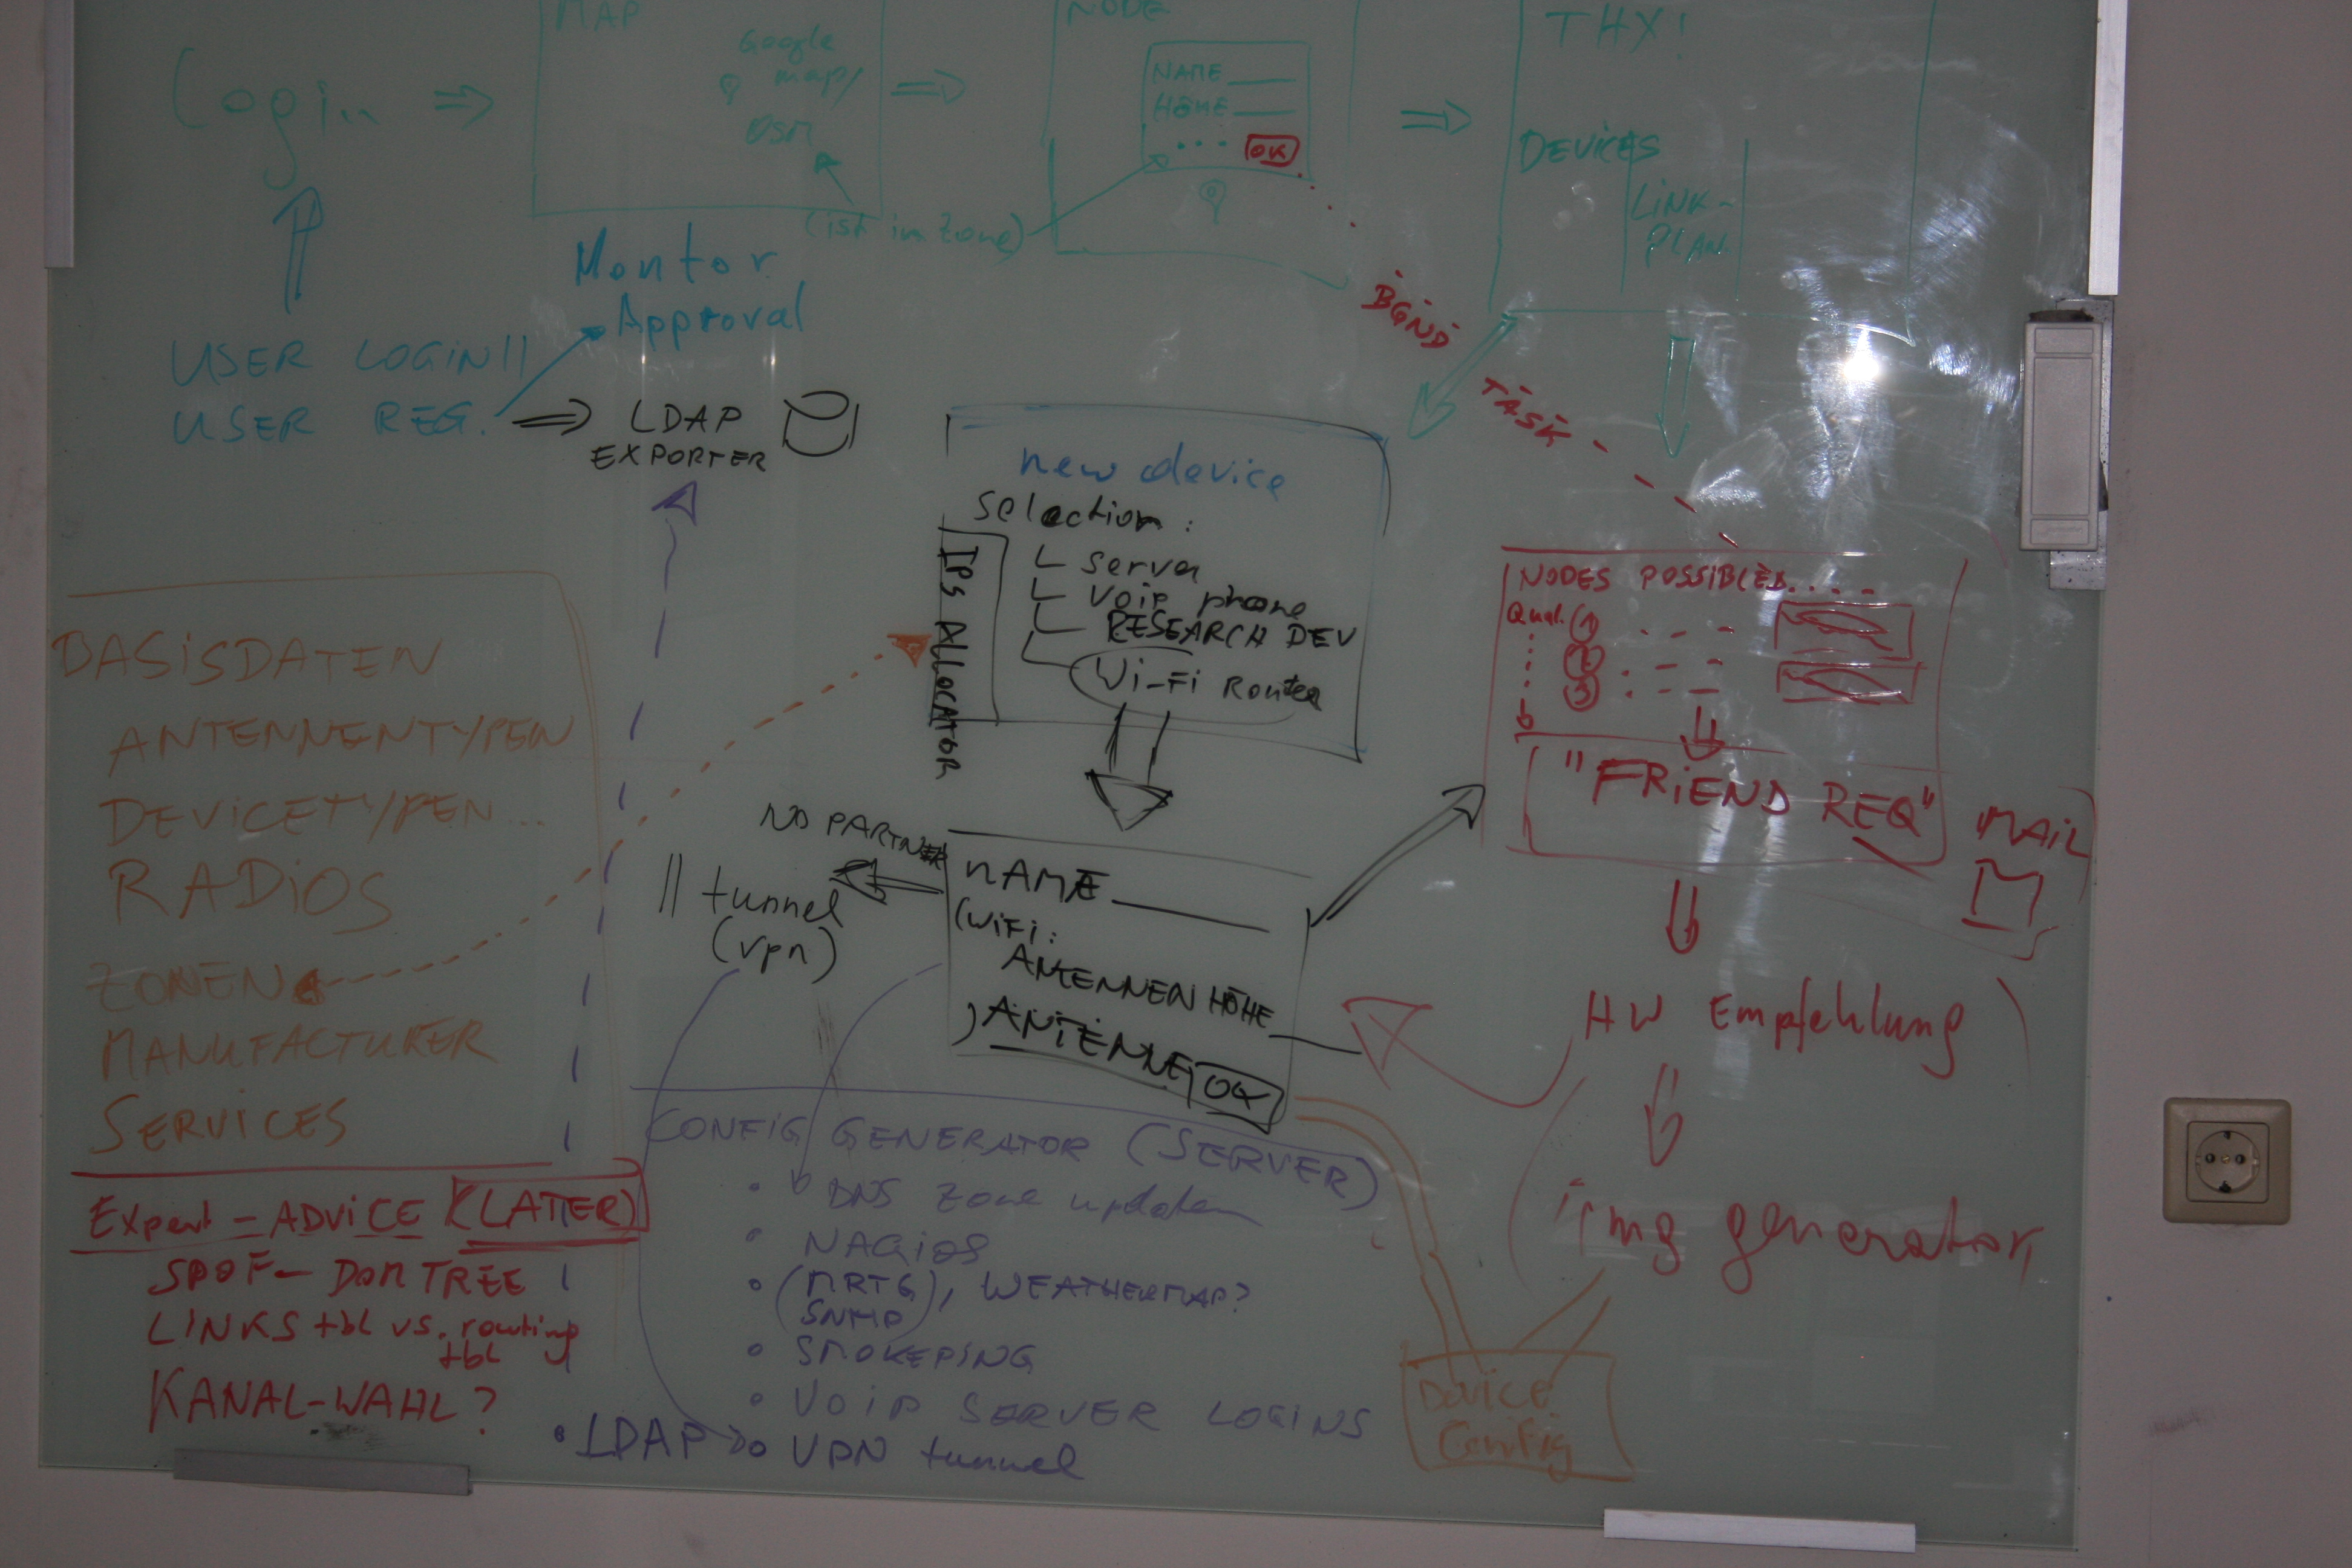 MAP
Google
maps/
OSM
Login
(ist in Zone)
NODE
NAME
HÖHE
...
OK
THX!
DEVICES
LINK-
PLAN
USER LOGIN!!
USER REG.
Montor
Approval
LDAP
EXPORTER
BGND
TASK
new device
Selection:
Server
VoiP phone
RESEARCH DEV
Wi-Fi Router
IPS ALLOCATOR
NODES POSSIBLE....
Qual. 1
2
3
"FRIEND REQ"
MAIL
HW Empfehlung
img generator
Device
Config
NO PARTNER
|| tunnel
(vpn)
NAME
(WiFi:
ANTENNEN HÖHE
) ANTENNE
OK
BASISDATEN
ANTENNENTYPEN
DEVICETYPEN...
RADIOS
ZONEN
MANUFACTURER
SERVICES
Expert-ADVICE (LATER)
SPOF- DOM TREE
LINKS tbl vs. routing
tbl
KANAL-WAHL?
CONFIG GENERATOR (SERVER)
DNS zone update
NAGIOS
(MRTG), WEATHERMAP?
SNMP
SMOKEPING
VOIP SERVER LOGINS
• LDAP
VPN tunnel